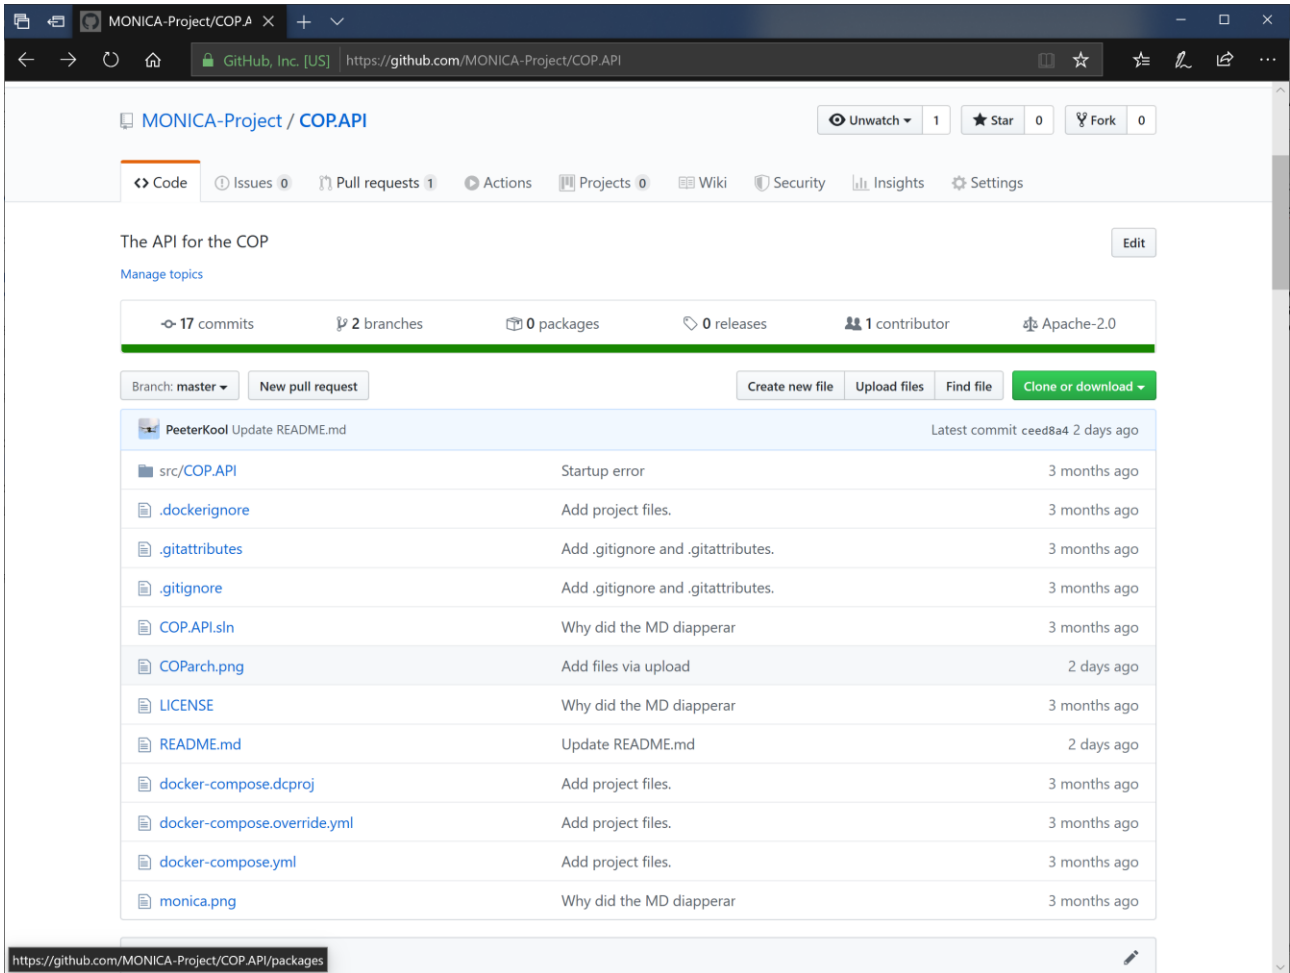 MONICA-Project/COP.A
GitHub, Inc. [US] https://github.com/MONICA-Project/COP.API
MONICA-Project / COP.API Unwatch 1 Star 0 Fork 0
Code Issues 0 Pull requests 1 Actions Projects 0 Wiki Security Insights Settings
The API for the COP Edit
Manage topics
17 commits 2 branches 0 packages 0 releases 1 contributor Apache-2.0
Branch: master New pull request Create new file Upload files Find file Clone or download
PeeterKool Update README.md Latest commit ceed8a4 2 days ago
src/COP.API Startup error 3 months ago
.dockerignore Add project files. 3 months ago
.gitattributes Add .gitignore and .gitattributes. 3 months ago
.gitignore Add .gitignore and .gitattributes. 3 months ago
COP.API.sln Why did the MD diapperar 3 months ago
COParch.png Add files via upload 2 days ago
LICENSE Why did the MD diapperar 3 months ago
README.md Update README.md 2 days ago
docker-compose.dcproj Add project files. 3 months ago
docker-compose.override.yml Add project files. 3 months ago
docker-compose.yml Add project files. 3 months ago
monica.png Why did the MD diapperar 3 months ago
https://github.com/MONICA-Project/COP.API/packages